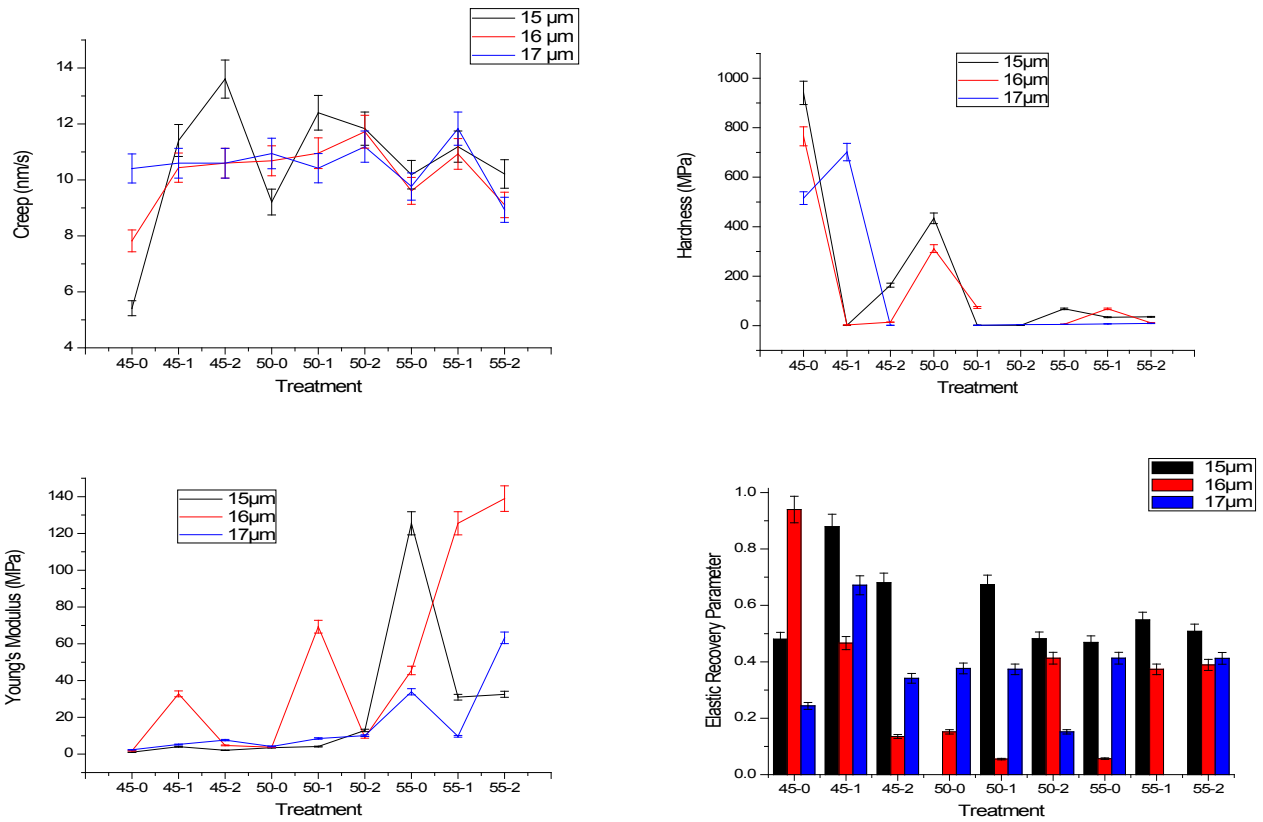 15 µm
16 µm
17 µm
Creep (nm/s)
14
12
10
8
6
4
45-0 45-1 45-2 50-0 50-1 50-2 55-0 55-1 55-2
Treatment
15µm
16µm
17µm
Hardness (MPa)
1000
800
600
400
200
0
45-0 45-1 45-2 50-0 50-1 50-2 55-0 55-1 55-2
Treatment
15µm
16µm
17µm
Young's Modulus (MPa)
140
120
100
80
60
40
20
0
45-0 45-1 45-2 50-0 50-1 50-2 55-0 55-1 55-2
Treatment
15µm
16µm
17µm
Elastic Recovery Parameter
1.0
0.8
0.6
0.4
0.2
0.0
45-0 45-1 45-2 50-0 50-1 50-2 55-0 55-1 55-2
Treatment